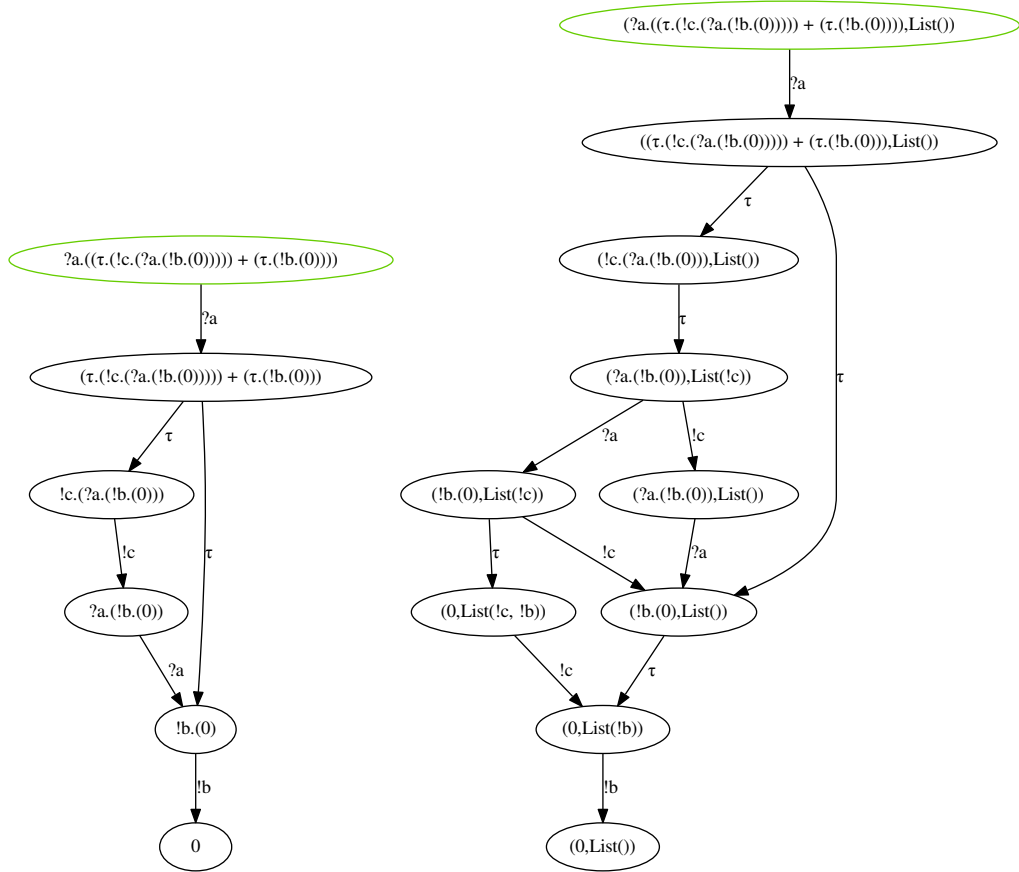 ?a.((τ.(!c.(?a.(!b.(0))))) + (τ.(!b.(0))))
?a
(τ.(!c.(?a.(!b.(0))))) + (τ.(!b.(0)))
τ
!c.(?a.(!b.(0)))
!c
τ
?a.(!b.(0))
?a
!b.(0)
!b
0
(?a.((τ.(!c.(?a.(!b.(0))))) + (τ.(!b.(0)))),List())
?a
((τ.(!c.(?a.(!b.(0))))) + (τ.(!b.(0))),List())
τ
(!c.(?a.(!b.(0))),List())
τ
(?a.(!b.(0)),List(!c))
τ
?a
!c
(!b.(0),List(!c))
(?a.(!b.(0)),List())
τ
!c
?a
(0,List(!c, !b))
(!b.(0),List())
!c
τ
(0,List(!b))
!b
(0,List())